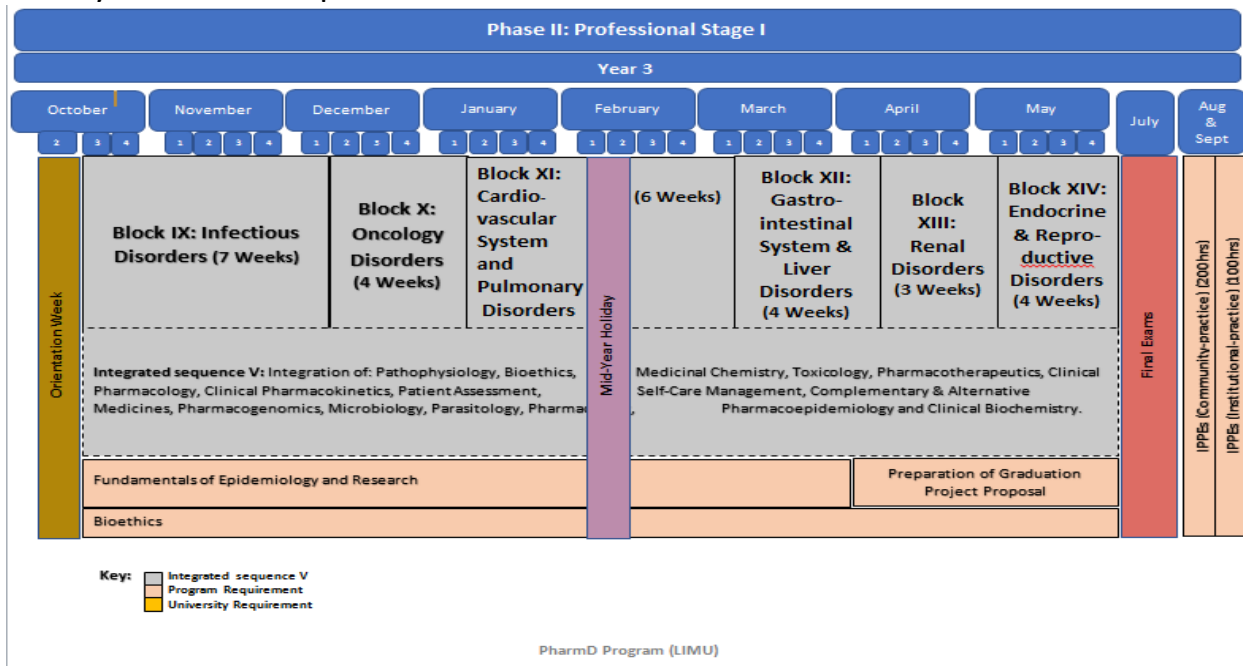 Phase II: Professional Stage I
Year 3
October November December January February March April May July Aug & Sept
2 3 4 1 2 3 4 1 2 3 4 1 2 3 4 1 2 3 4 1 2 3 4 1 2 3 4 1 2 3 4
Orientation Week
Block IX: Infectious
Disorders (7 Weeks)
Block X:
Oncology
Disorders
(4 Weeks)
Block XI:
Cardio-
vascular
System
and
Pulmonary
Disorders
Mid-Year Holiday
(6 Weeks)
Block XII:
Gastro-
intestinal
System &
Liver
Disorders
(4 Weeks)
Block
XIII:
Renal
Disorders
(3 Weeks)
Block XIV:
Endocrine
& Repro-
ductive
Disorders
(4 Weeks)
Final Exams
IPPEs (Community-practice) (200hrs)
IPPEs (Institutional-practice) (100hrs)
Integrated sequence V: Integration of: Pathophysiology, Bioethics, Medicinal Chemistry, Toxicology, Pharmacotherapeutics, Clinical
Pharmacology, Clinical Pharmacokinetics, Patient Assessment, Self-Care Management, Complementary & Alternative
Medicines, Pharmacogenomics, Microbiology, Parasitology, Pharmac Pharmacoepidemiology and Clinical Biochemistry.
Fundamentals of Epidemiology and Research
Preparation of Graduation
Project Proposal
Bioethics
Key:
Integrated sequence V
Program Requirement
University Requirement
PharmD Program (LIMU)